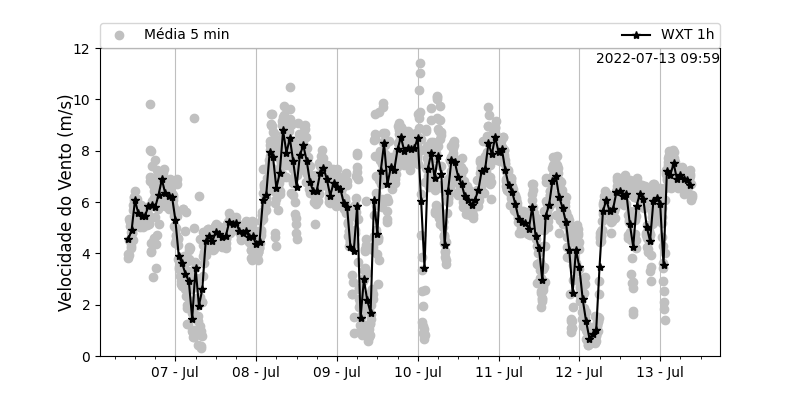 Média 5 min
WXT 1h
2022-07-13 09:59
Velocidade do Vento (m/s)
12
10
8
6
4
2
0
07 - Jul
08 - Jul
09 - Jul
10 - Jul
11 - Jul
12 - Jul
13 - Jul